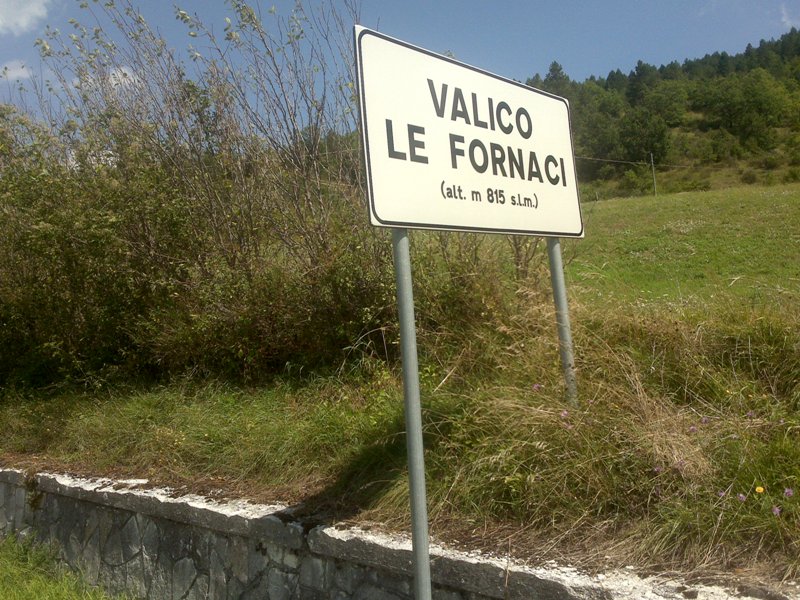 VALICO
LE FORNACI
(alt. m 815 s.l.m.)